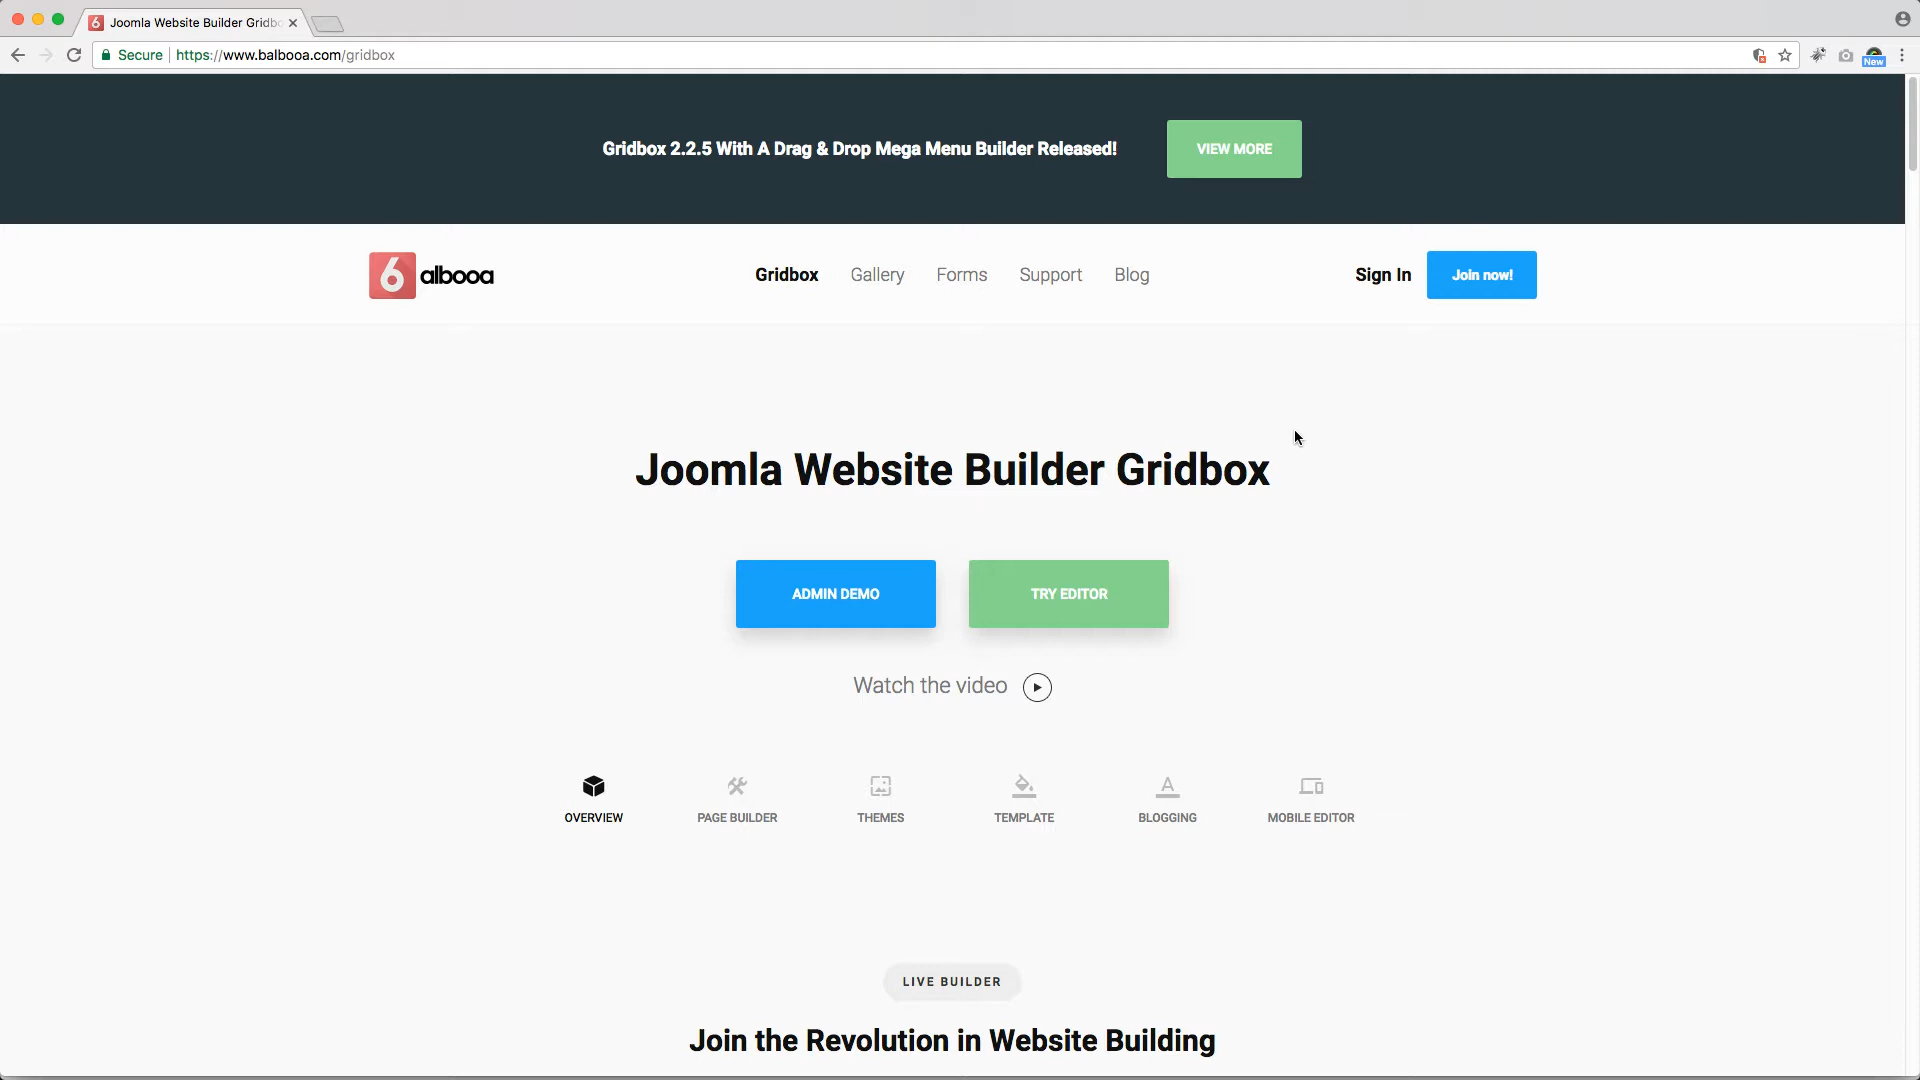 Joomla Website Builder Gridbo
Secure
https://www.balbooa.com/gridbox
New
Gridbox 2.2.5 With A Drag & Drop Mega Menu Builder Released!
VIEW MORE
6 albooa
Gridbox
Gallery
Forms
Support
Blog
Sign In
Join now!
Joomla Website Builder Gridbox
ADMIN DEMO
TRY EDITOR
Watch the video
OVERVIEW
PAGE BUILDER
THEMES
TEMPLATE
BLOGGING
MOBILE EDITOR
LIVE BUILDER
Join the Revolution in Website Building